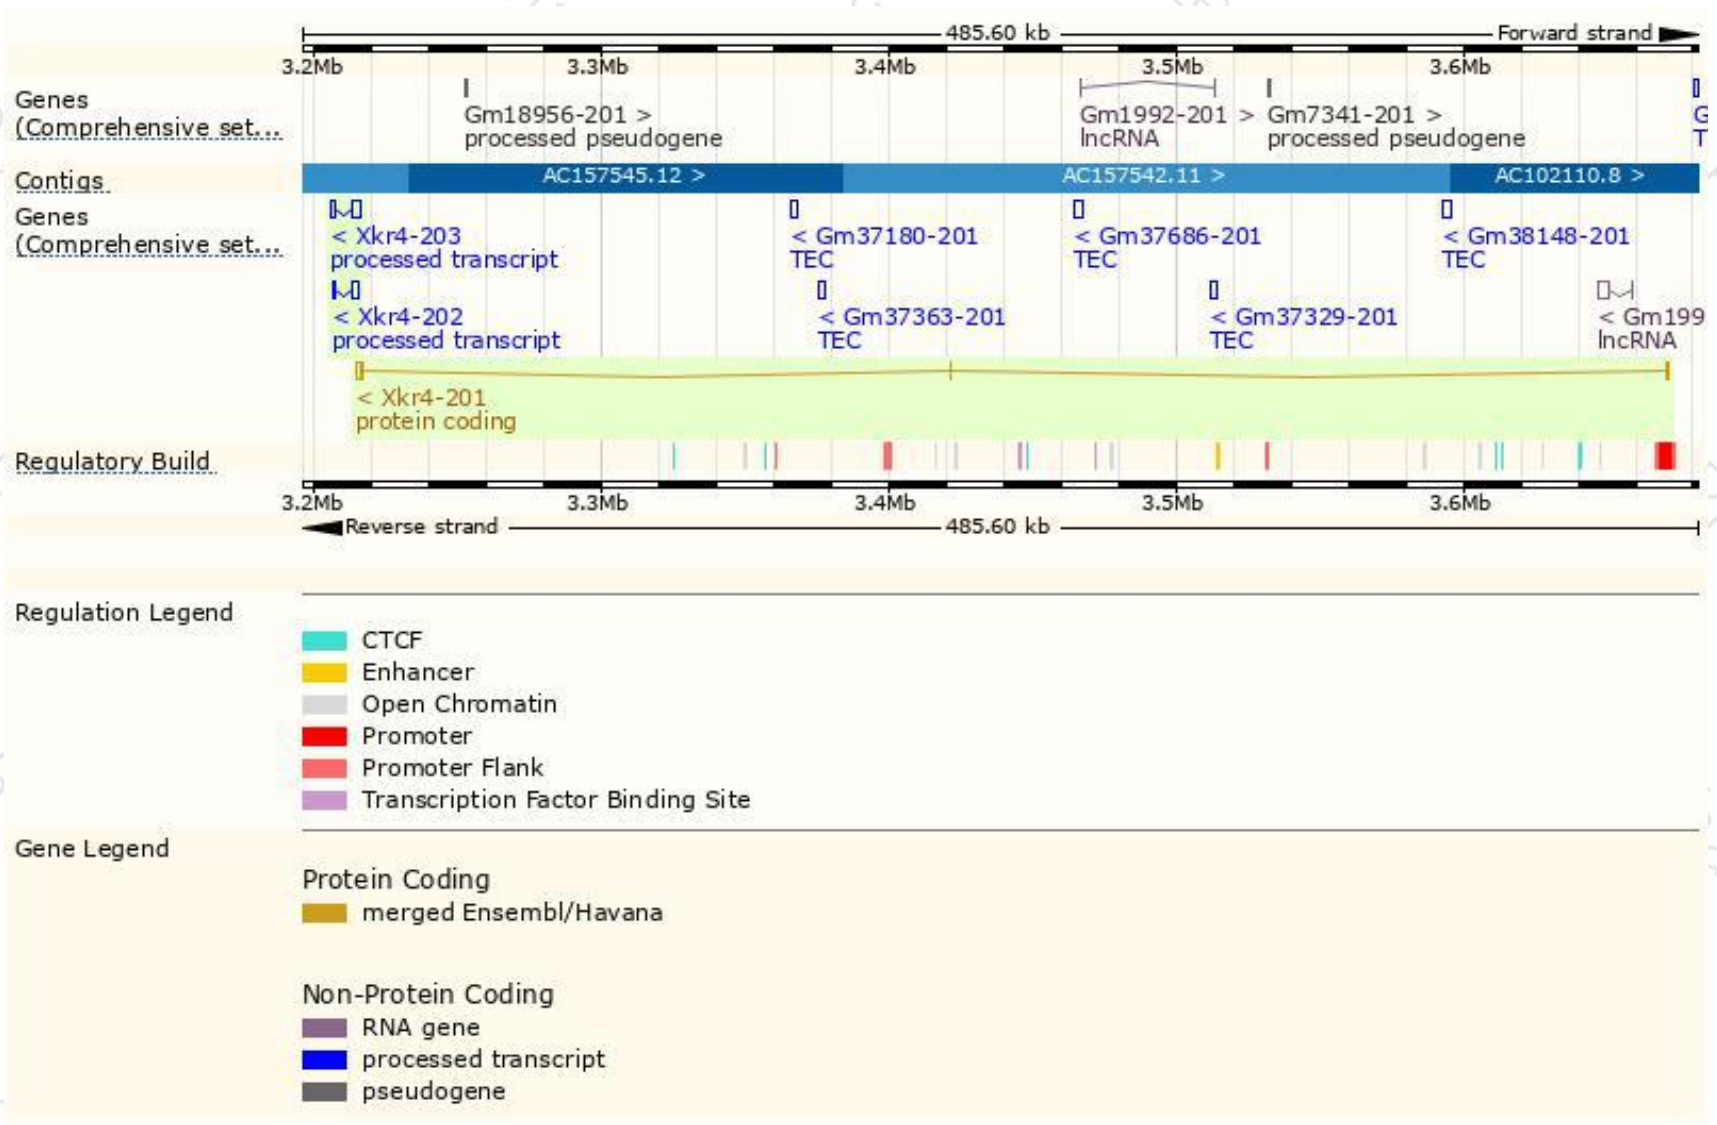 485.60 kb Forward strand
3.2Mb 3.3Mb 3.4Mb 3.5Mb 3.6Mb
Genes
(Comprehensive set...
Gm18956-201 > Gm1992-201 > Gm7341-201 > G
processed pseudogene lncRNA processed pseudogene T
Contigs AC157545.12 > AC157542.11 > AC102110.8 >
Genes
(Comprehensive set...
< Xkr4-203 < Gm37180-201 < Gm37686-201 < Gm38148-201
processed transcript TEC TEC TEC
< Xkr4-202 < Gm37363-201 < Gm37329-201 < Gm199
processed transcript TEC TEC lncRNA
< Xkr4-201
protein coding
Regulatory Build
3.2Mb 3.3Mb 3.4Mb 3.5Mb 3.6Mb
Reverse strand 485.60 kb
Regulation Legend
CTCF
Enhancer
Open Chromatin
Promoter
Promoter Flank
Transcription Factor Binding Site
Gene Legend
Protein Coding
merged Ensembl/Havana
Non-Protein Coding
RNA gene
processed transcript
pseudogene